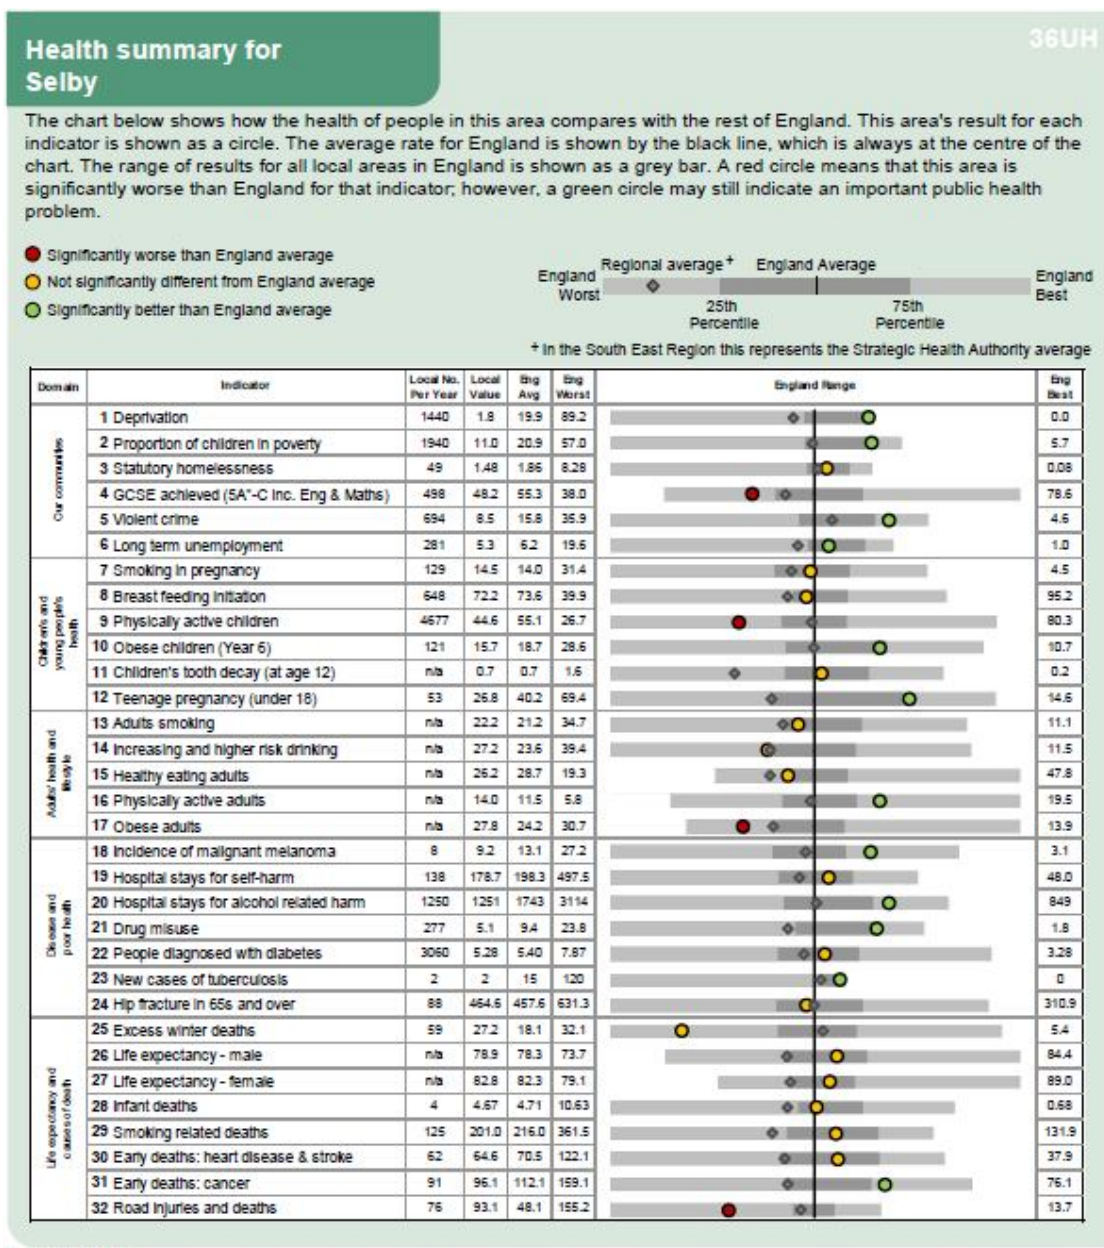 Health summary for
Selby
36UH
The chart below shows how the health of people in this area compares with the rest of England. This area's result for each
indicator is shown as a circle. The average rate for England is shown by the black line, which is always at the centre of the
chart. The range of results for all local areas in England is shown as a grey bar. A red circle means that this area is
significantly worse than England for that indicator; however, a green circle may still indicate an important public health
problem.
Significantly worse than England average
Not significantly different from England average
Significantly better than England average
Regional average+ England Average
England Worst
England Best
25th Percentile
75th Percentile
+ In the South East Region this represents the Strategic Health Authority average
Domain Indicator Local No. Per Year Local Value Eng Avg Eng Worst England Range Eng Best
Our communities
1 Deprivation 1440 1.8 19.9 89.2 0.0
2 Proportion of children in poverty 1940 11.0 20.9 57.0 5.7
3 Statutory homelessness 49 1.48 1.86 8.28 0.08
4 GCSE achieved (5A*-C inc. Eng & Maths) 498 48.2 55.3 38.0 78.6
5 Violent crime 694 8.5 15.8 35.9 4.6
6 Long term unemployment 281 5.3 6.2 19.6 1.0
Children's and young people's health
7 Smoking in pregnancy 129 14.5 14.0 31.4 4.5
8 Breast feeding initiation 648 72.2 73.6 39.9 95.2
9 Physically active children 4677 44.6 55.1 26.7 80.3
10 Obese children (Year 6) 121 15.7 18.7 28.6 10.7
11 Children's tooth decay (at age 12) n/a 0.7 0.7 1.6 0.2
12 Teenage pregnancy (under 18) 53 26.8 40.2 69.4 14.6
Adults' health and lifestyle
13 Adults smoking n/a 22.2 21.2 34.7 11.1
14 Increasing and higher risk drinking n/a 27.2 23.6 39.4 11.5
15 Healthy eating adults n/a 26.2 28.7 19.3 47.8
16 Physically active adults n/a 14.0 11.5 5.8 19.5
17 Obese adults n/a 27.8 24.2 30.7 13.9
Disease and poor health
18 Incidence of malignant melanoma 8 9.2 13.1 27.2 3.1
19 Hospital stays for self-harm 138 178.7 198.3 497.5 48.0
20 Hospital stays for alcohol related harm 1250 1251 1743 3114 849
21 Drug misuse 277 5.1 9.4 23.8 1.8
22 People diagnosed with diabetes 3060 5.28 5.40 7.87 3.28
23 New cases of tuberculosis 2 2 15 120 0
24 Hip fracture in 65s and over 88 464.6 457.6 631.3 310.9
Life expectancy and causes of death
25 Excess winter deaths 59 27.2 18.1 32.1 5.4
26 Life expectancy - male n/a 78.9 78.3 73.7 84.4
27 Life expectancy - female n/a 82.8 82.3 79.1 89.0
28 Infant deaths 4 4.67 4.71 10.63 0.68
29 Smoking related deaths 125 201.0 216.0 361.5 131.9
30 Early deaths: heart disease & stroke 62 64.6 70.5 122.1 37.9
31 Early deaths: cancer 91 96.1 112.1 159.1 76.1
32 Road injuries and deaths 76 93.1 48.1 155.2 13.7